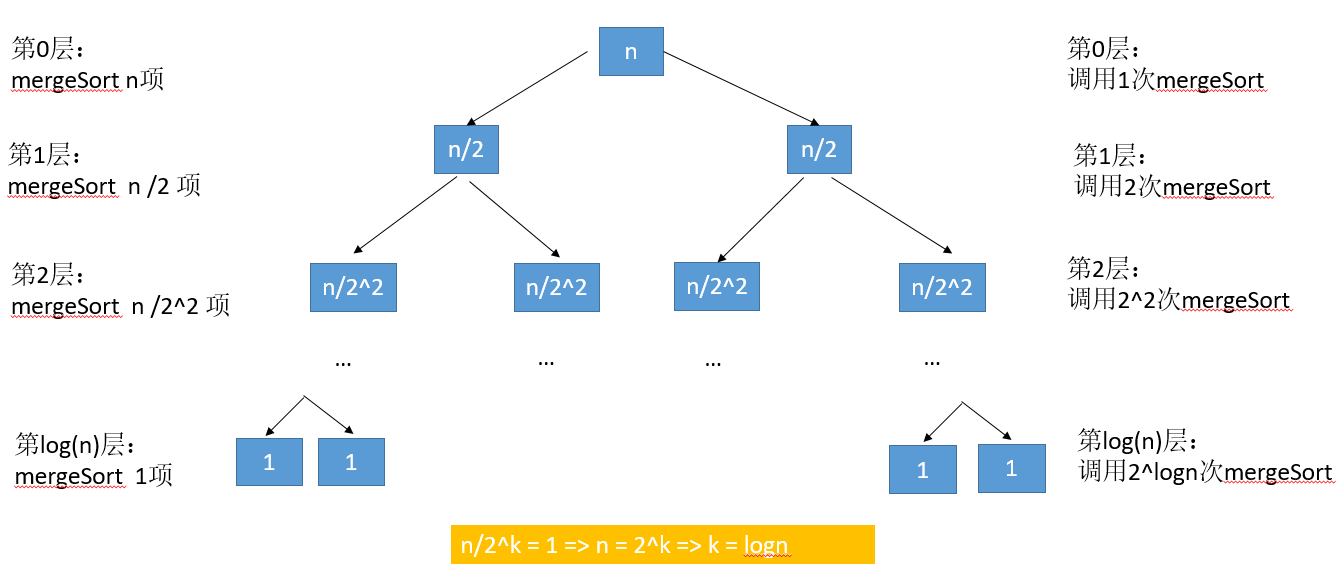 第0层：
mergeSort n项
n
第0层：
调用1次mergeSort
第1层：
mergeSort n /2 项
n/2
n/2
第1层：
调用2次mergeSort
第2层：
mergeSort n /2^2 项
n/2^2
n/2^2
n/2^2
n/2^2
第2层：
调用2^2次mergeSort
...
...
...
...
第log(n)层：
mergeSort 1项
1
1
1
1
第log(n)层：
调用2^logn次mergeSort
n/2^k = 1 => n = 2^k => k = logn